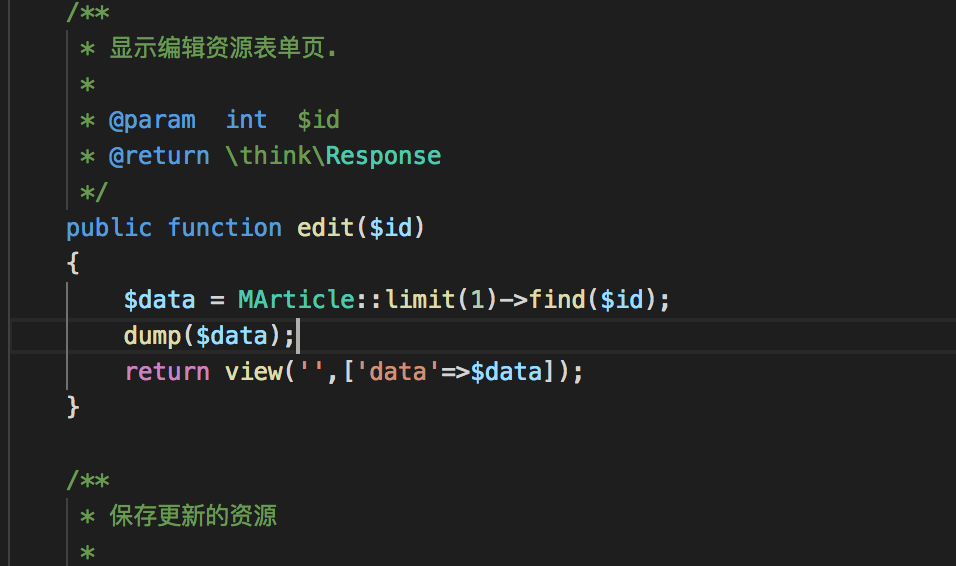 /**
 * 显示编辑资源表单页.
 *
 * @param  int  $id
 * @return \think\Response
 */
public function edit($id)
{
    $data = MArticle::limit(1)->find($id);
    dump($data);
    return view('',['data'=>$data]);
}
/**
 * 保存更新的资源
 *